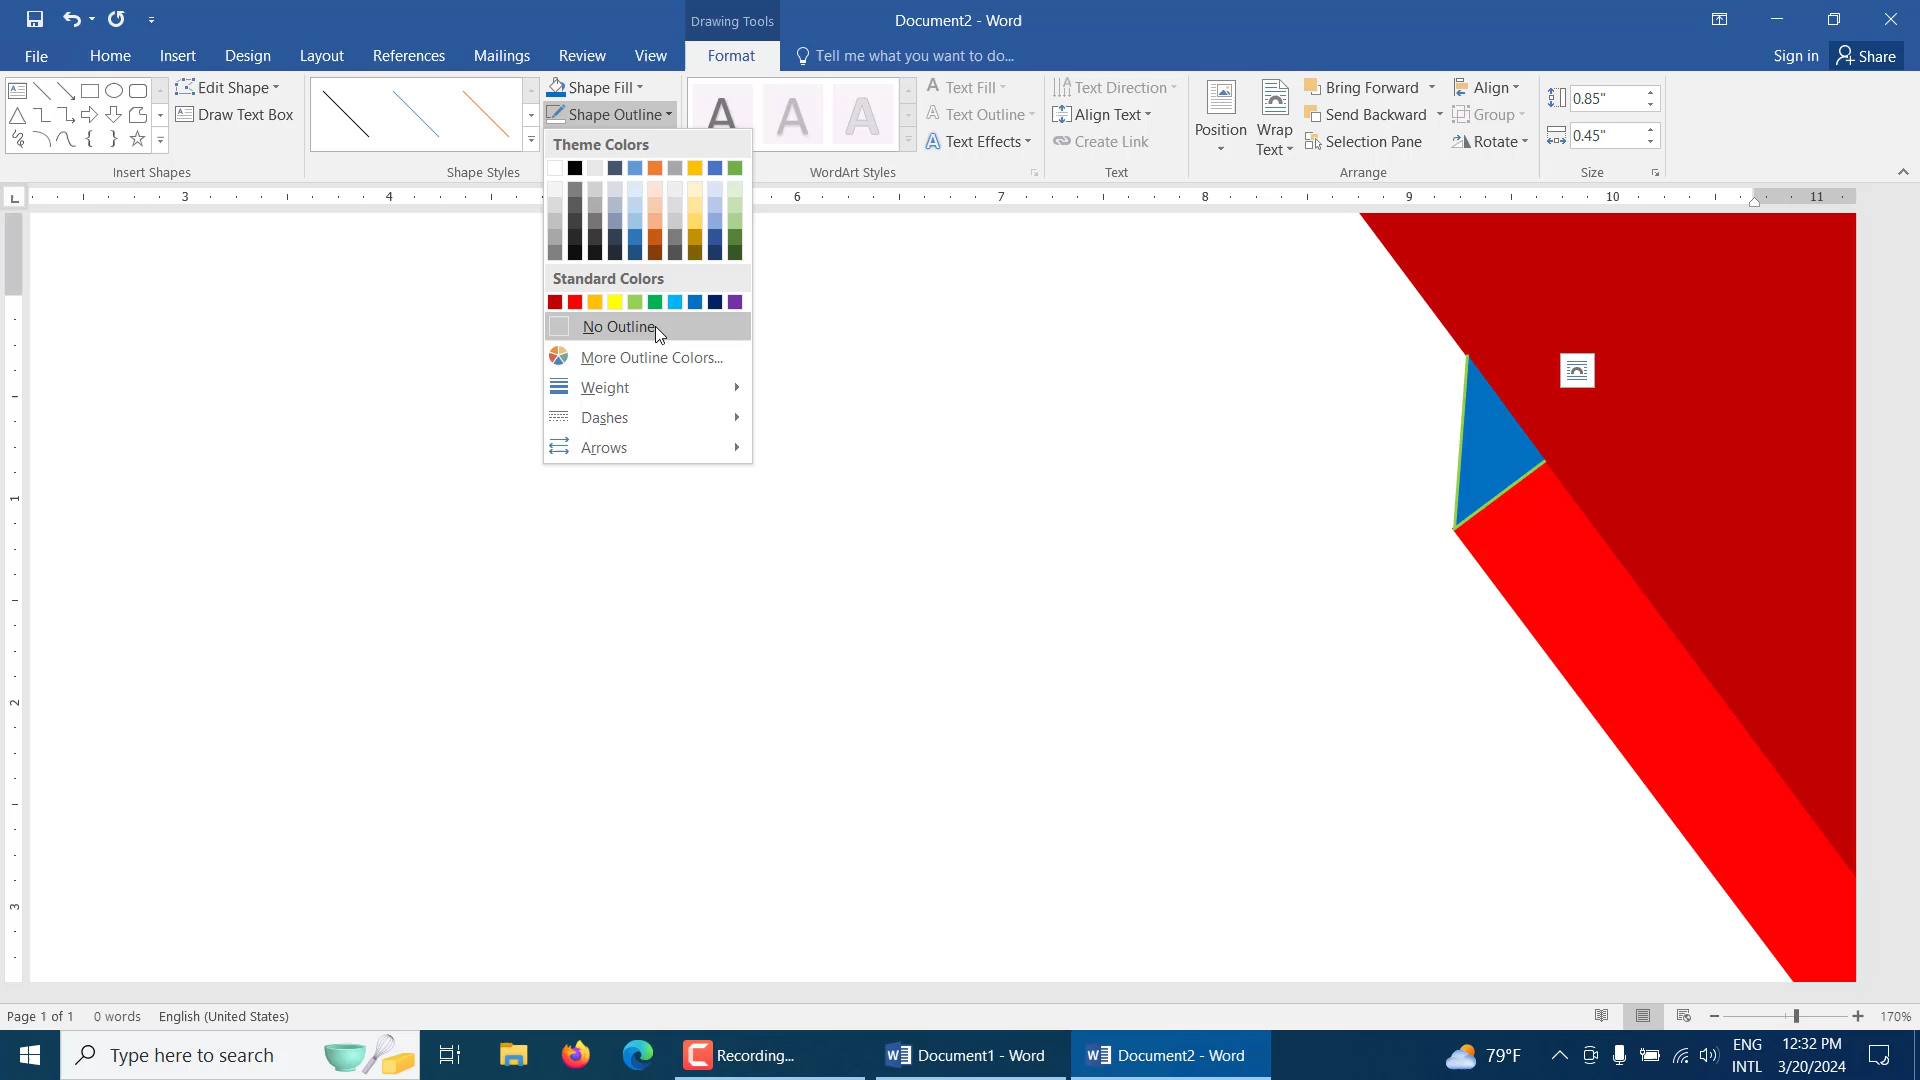 Drawing Tools
Document2 - Word
File
Home
Insert
Design
Layout
References
Mailings
Review
View
Format
Tell me what you want to do...
Sign in
Share
Edit Shape
Draw Text Box
Insert Shapes
Shape Styles
Shape Fill
Shape Outline
A A A
WordArt Styles
A Text Fill
A Text Outline
A Text Effects
Text Direction
Align Text
Create Link
Text
Position
Wrap
Text
Bring Forward
Send Backward
Selection Pane
Align
Group
Rotate
Arrange
0.85"
0.45"
Size
L
3 4 6 7 8 9 10 11
Theme Colors
Standard Colors
No Outline
More Outline Colors...
Weight
Dashes
Arrows
1
2
3
Page 1 of 1
0 words
English (United States)
170%
Type here to search
Recording...
Document1 - Word
Document2 - Word
79°F
ENG
INTL
12:32 PM
3/20/2024